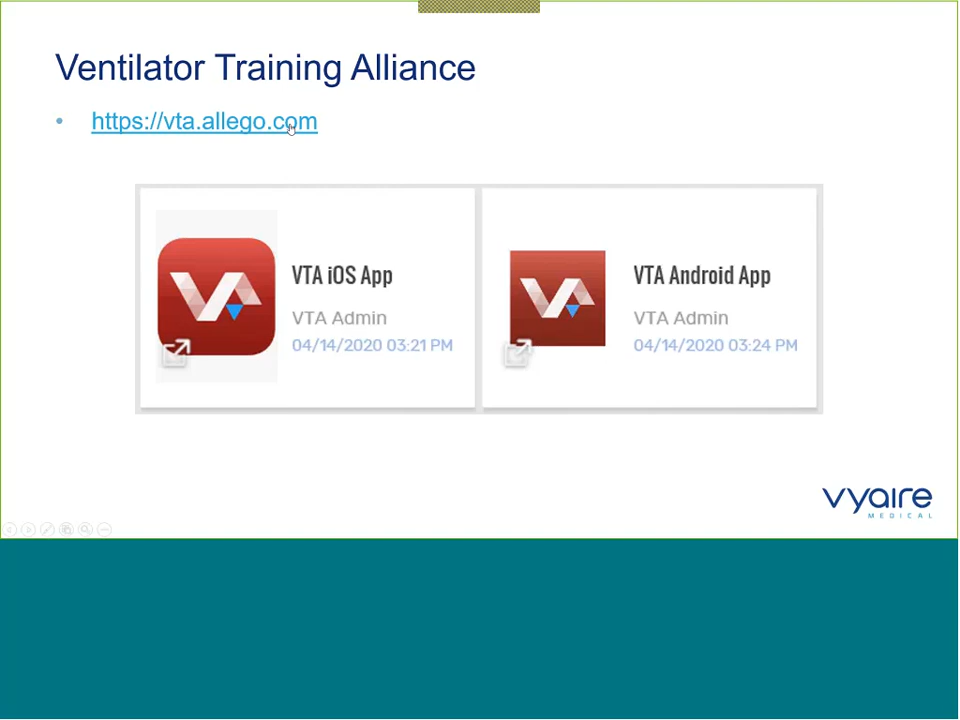 Ventilator Training Alliance
• https://vta.allego.com
VTA iOS App
VTA Admin
04/14/2020 03:21 PM
VTA Android App
VTA Admin
04/14/2020 03:24 PM
vyaire
MEDICAL